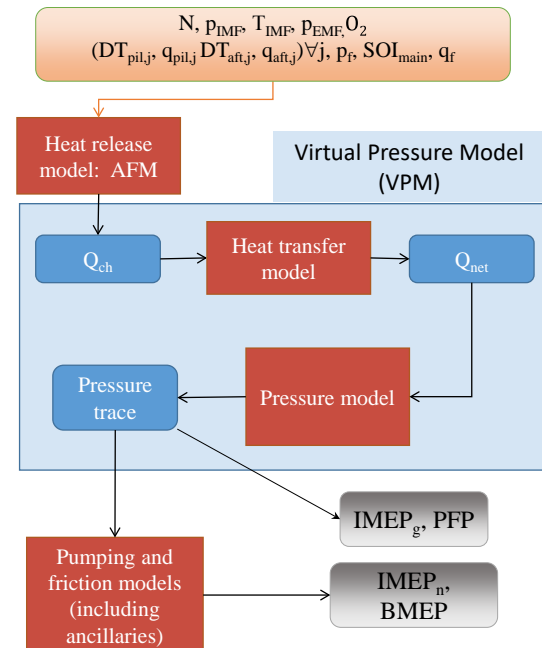 N, p_IMF, T_IMF, p_EMF, O_2
(DT_pil,j, q_pil,j DT_aft,j, q_aft,j)∀j, p_f, SOI_main, q_f
Heat release
model: AFM
Virtual Pressure Model
(VPM)
Q_ch
Heat transfer
model
Q_net
Pressure
trace
Pressure model
IMEP_g, PFP
Pumping and
friction models
(including
ancillaries)
IMEP_n,
BMEP